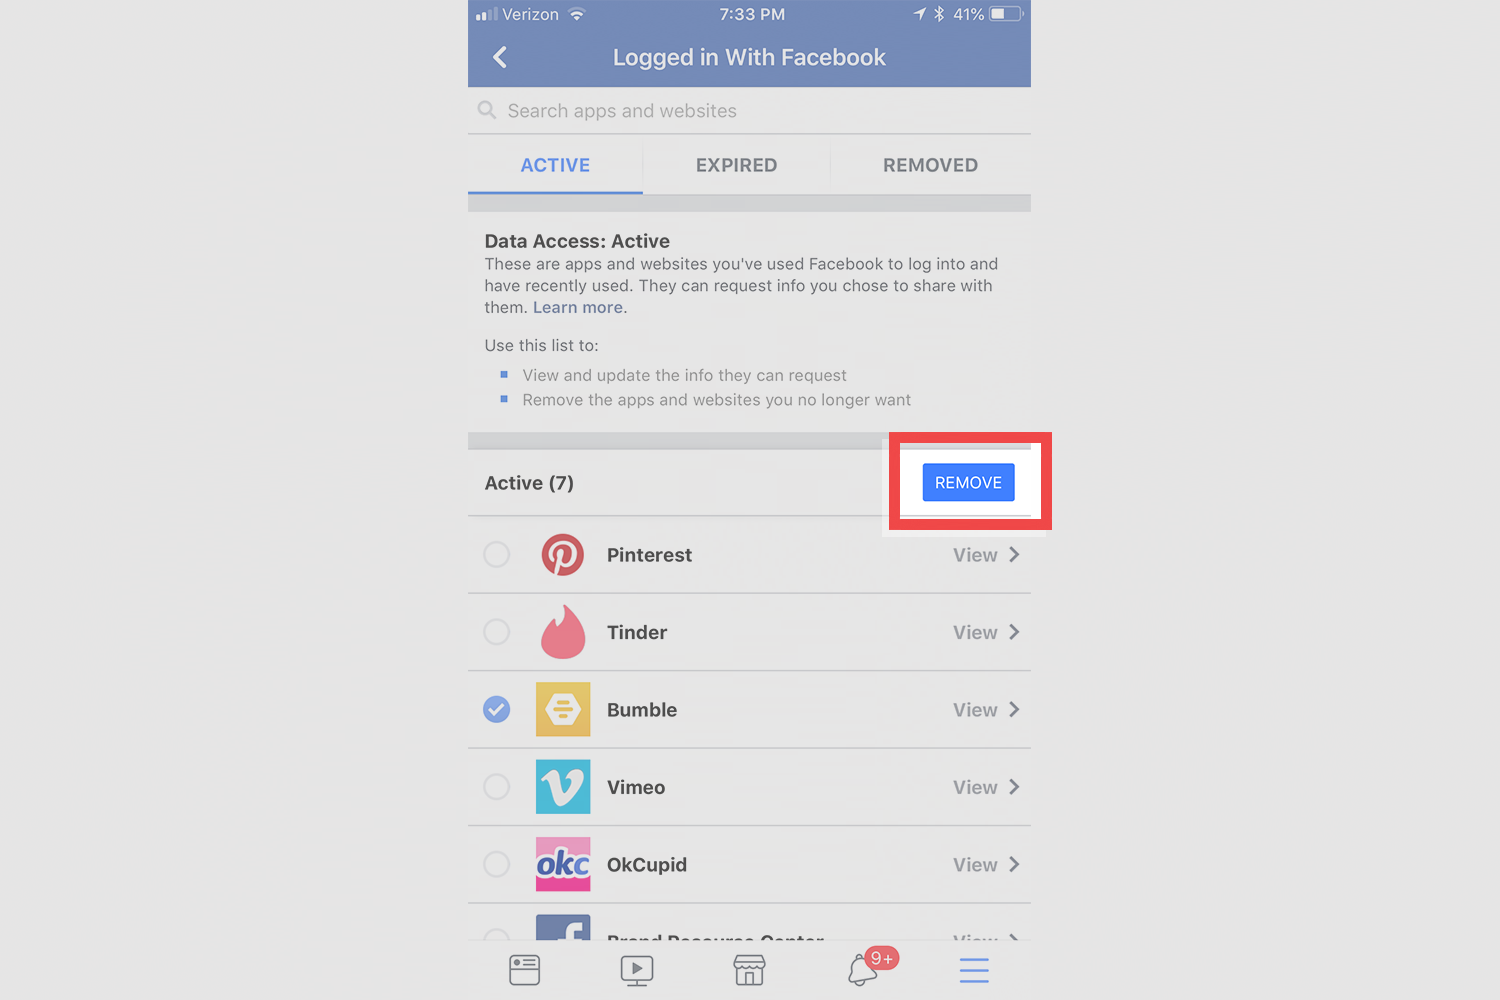 Verizon 7:33 PM 41%
Logged in With Facebook
Search apps and websites
ACTIVE EXPIRED REMOVED
Data Access: Active
These are apps and websites you've used Facebook to log into and
have recently used. They can request info you chose to share with
them. Learn more.
Use this list to:
View and update the info they can request
Remove the apps and websites you no longer want
Active (7) REMOVE
Pinterest View
Tinder View
Bumble View
Vimeo View
okc OkCupid View
Brand Resource Center View
9+